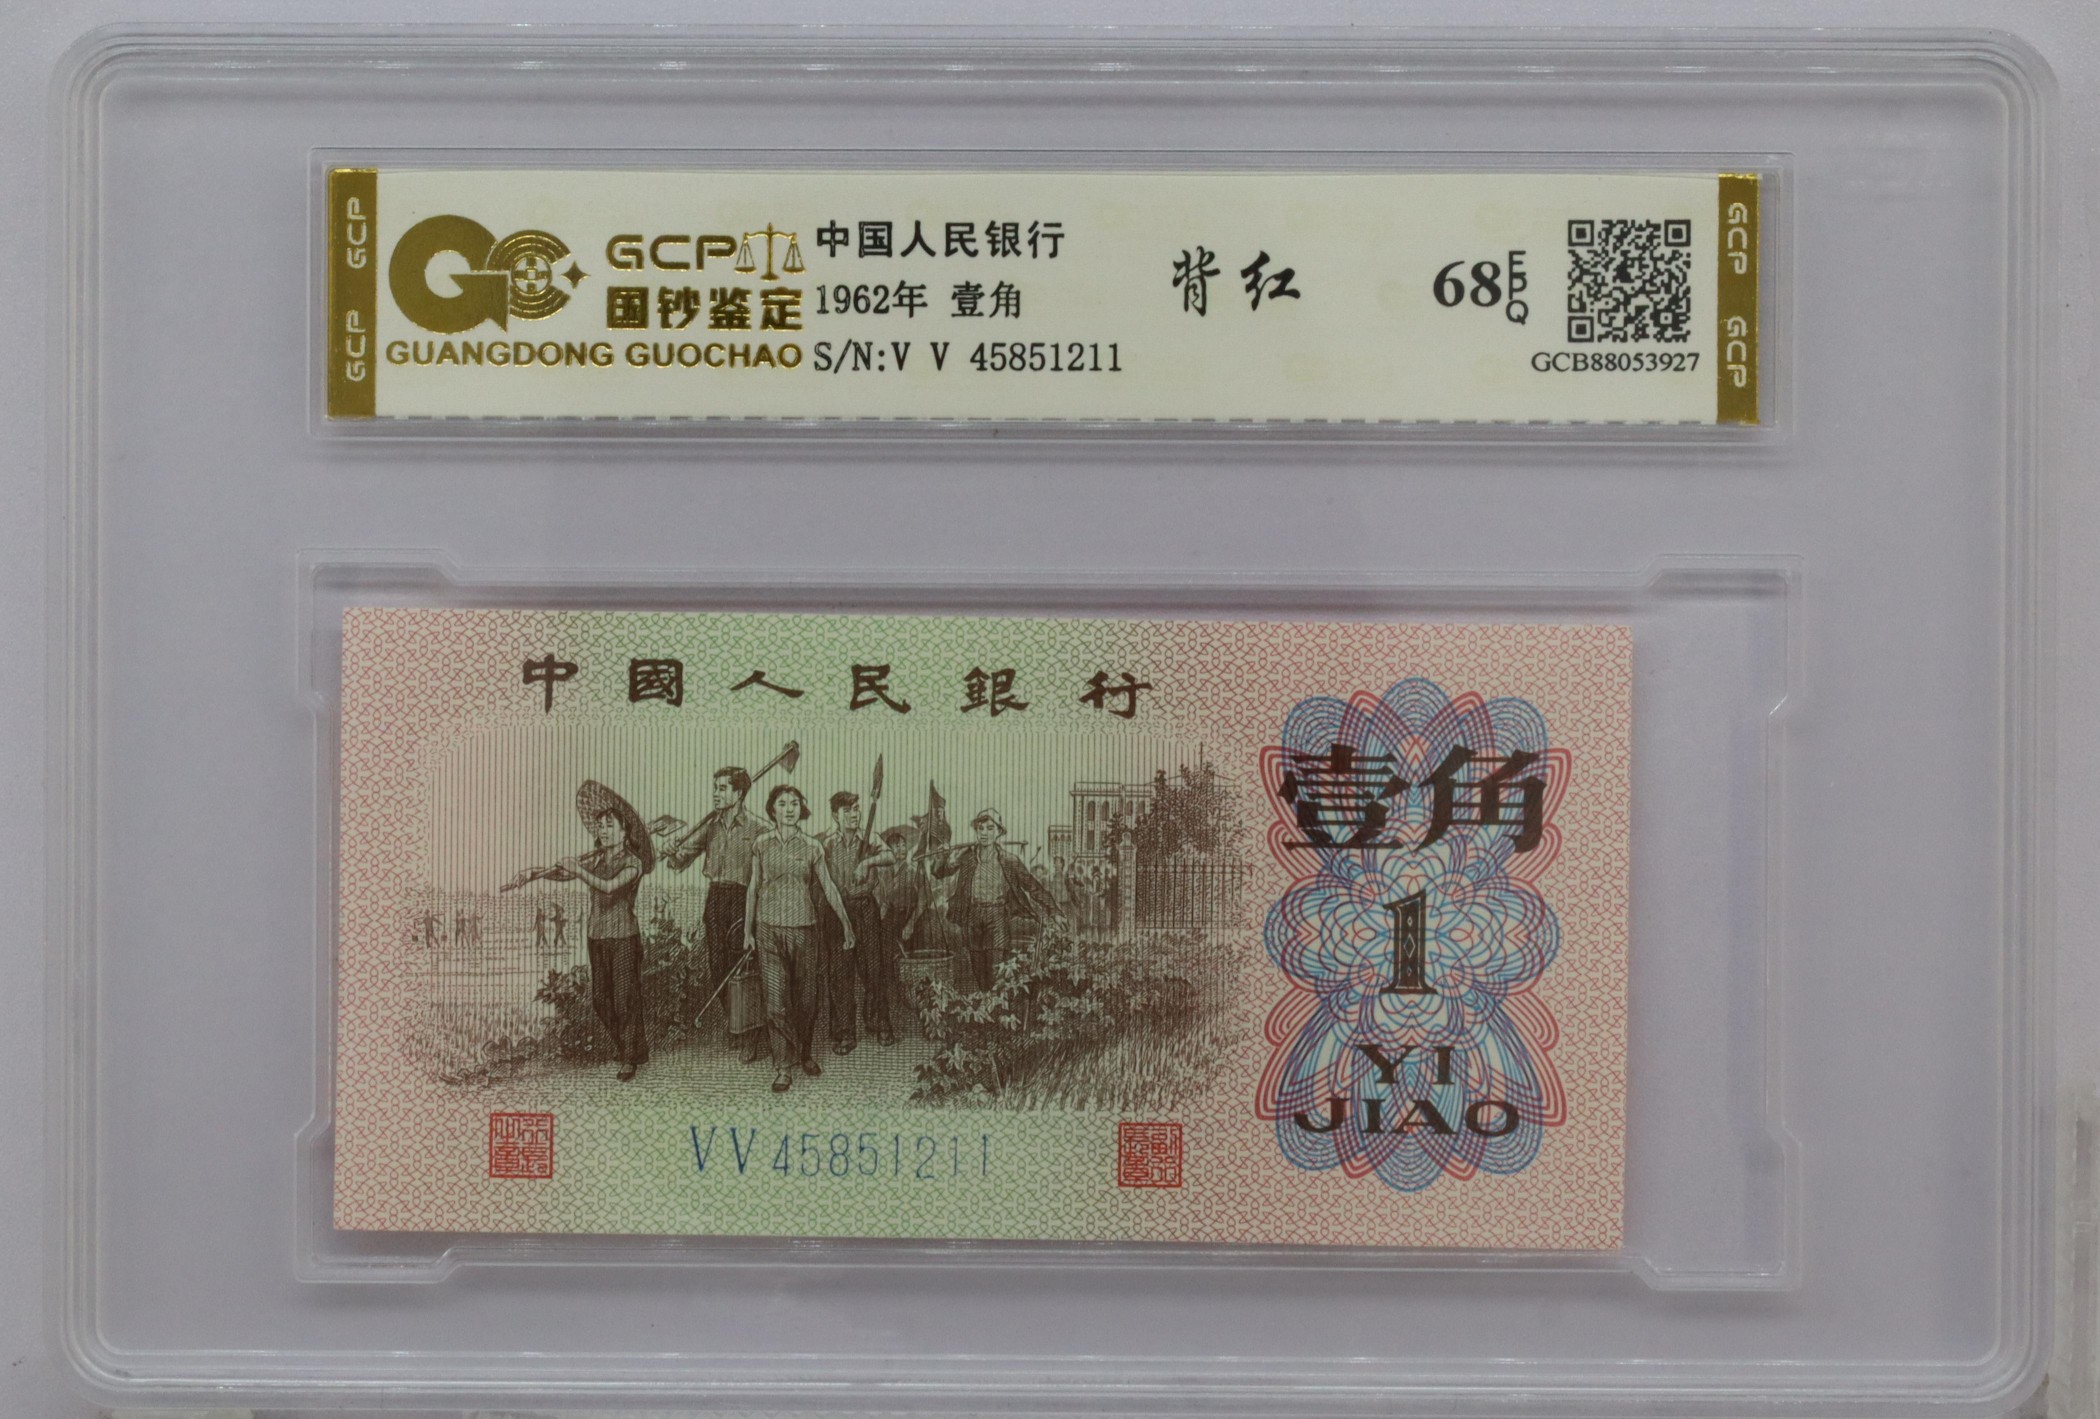 GCP
GCP
GCP
国钞鉴定
GUANGDONG GUOCHAO
中国人民银行
1962年 壹角
S/N:V V 45851211
背红
68 EPQ
GCB88053927
GCP
GCP
中國人民銀行
壹角
1
YI
JIAO
VV45851211